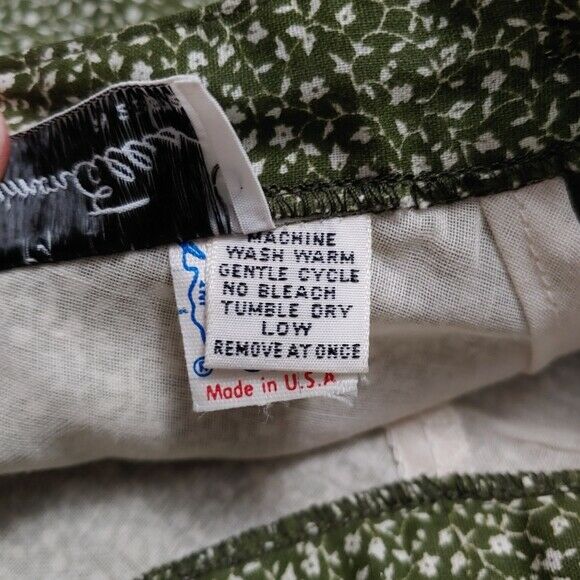 MACHINE
WASH WARM
GENTLE CYCLE
NO BLEACH
TUMBLE DRY
LOW
REMOVE AT ONCE
®
Made in U.S.A